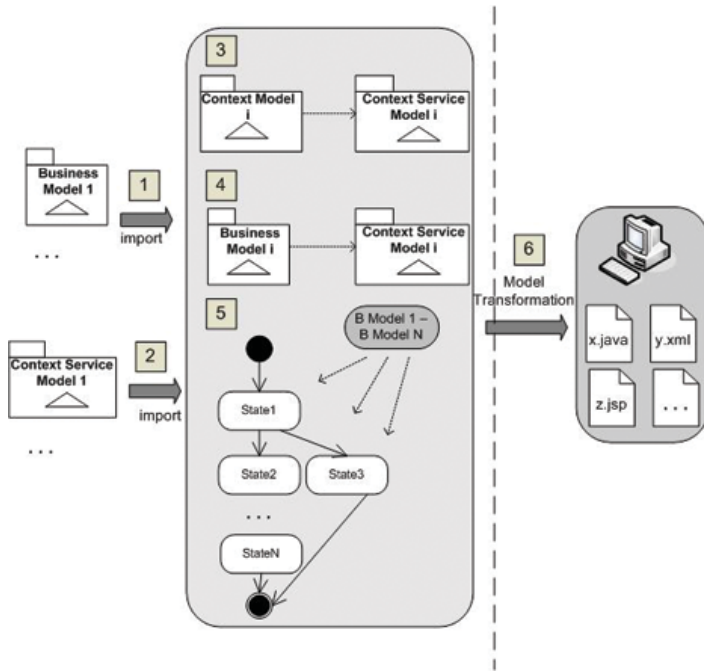 3
Context Model
i
Context Service
Model i
Business
Model 1
1
import
...
4
Business
Model i
Context Service
Model i
6
Model
Transformation
5
B Model 1 –
B Model N
x.java
y.xml
z.jsp
...
Context Service
Model 1
2
import
...
State1
State2
State3
...
StateN